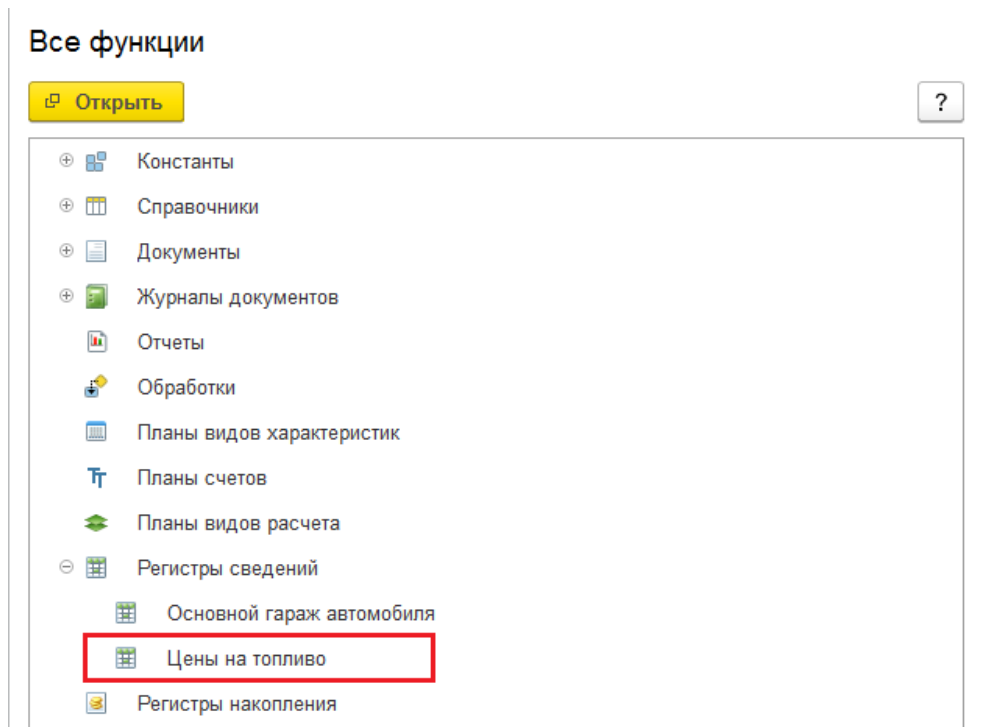 Все функции
Открыть
?
Константы
Справочники
Документы
Журналы документов
Отчеты
Обработки
Планы видов характеристик
Планы счетов
Планы видов расчета
Регистры сведений
Основной гараж автомобиля
Цены на топливо
Регистры накопления